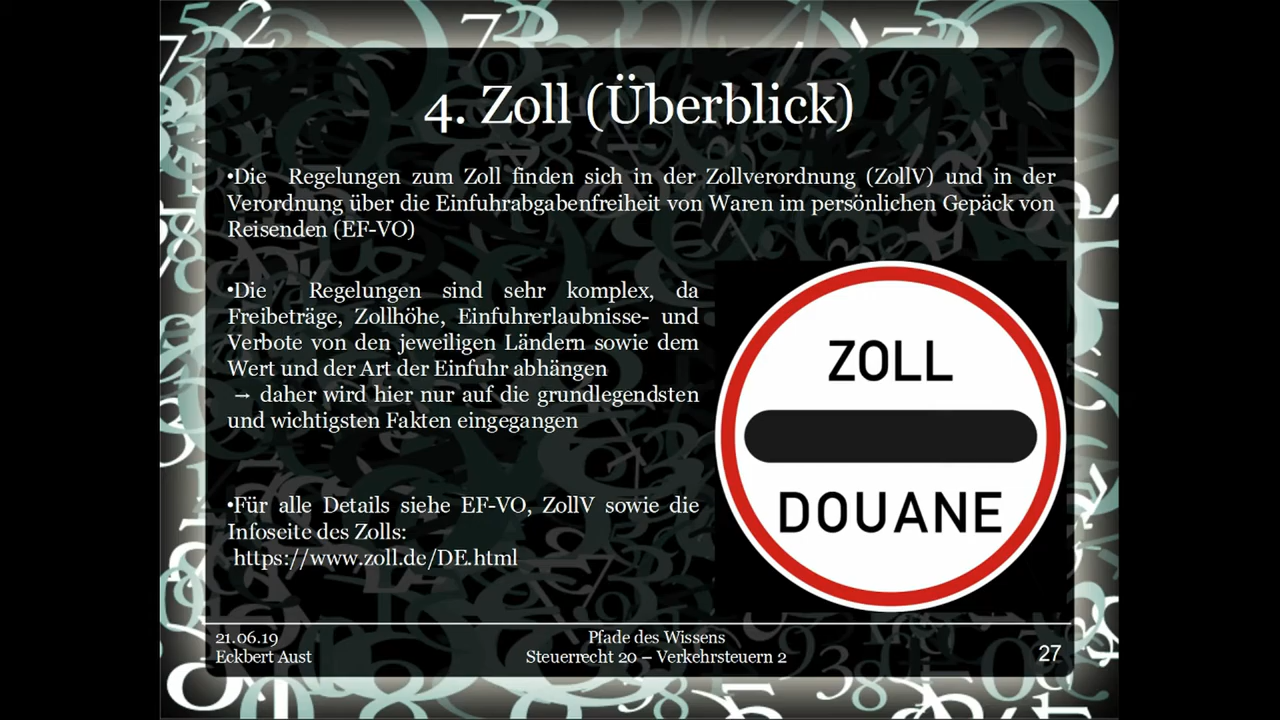 4. Zoll (Überblick)
•Die Regelungen zum Zoll finden sich in der Zollverordnung (ZollV) und in der
Verordnung über die Einfuhrabgabenfreiheit von Waren im persönlichen Gepäck von
Reisenden (EF-VO)
•Die Regelungen sind sehr komplex, da
Freibeträge, Zollhöhe, Einfuhrerlaubnisse- und
Verbote von den jeweiligen Ländern sowie dem
Wert und der Art der Einfuhr abhängen
→ daher wird hier nur auf die grundlegendsten
und wichtigsten Fakten eingegangen
•Für alle Details siehe EF-VO, ZollV sowie die
Infoseite des Zolls:
https://www.zoll.de/DE.html
ZOLL
DOUANE
21.06.19
Eckbert Aust
Pfade des Wissens
Steuerrecht 20 – Verkehrsteuern 2
27